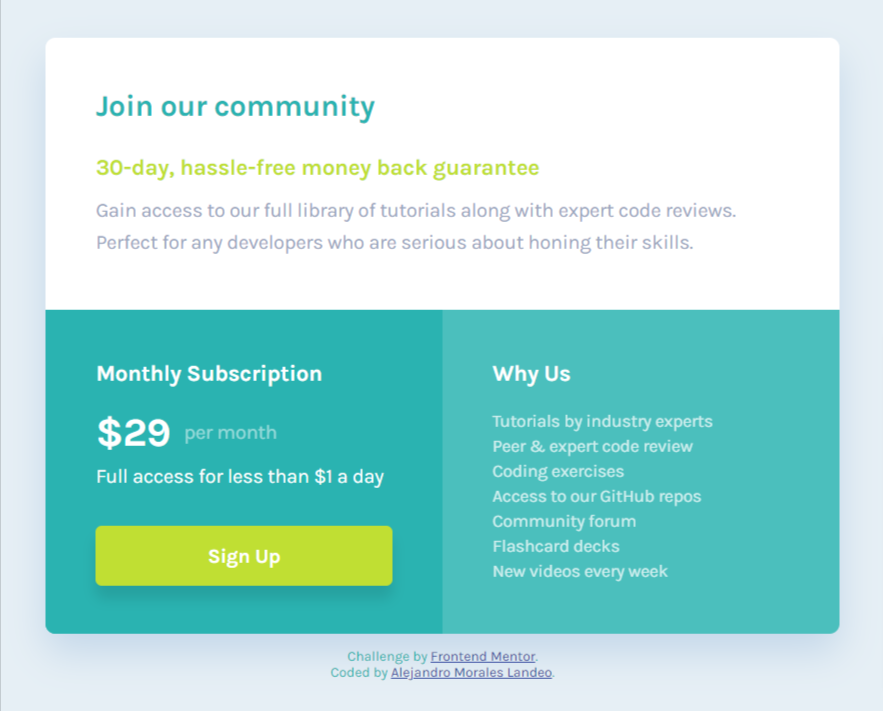 Join our community
30-day, hassle-free money back guarantee
Gain access to our full library of tutorials along with expert code reviews.
Perfect for any developers who are serious about honing their skills.
Monthly Subscription
$29 per month
Full access for less than $1 a day
Sign Up
Why Us
Tutorials by industry experts
Peer & expert code review
Coding exercises
Access to our GitHub repos
Community forum
Flashcard decks
New videos every week
Challenge by Frontend Mentor.
Coded by Alejandro Morales Landeo.